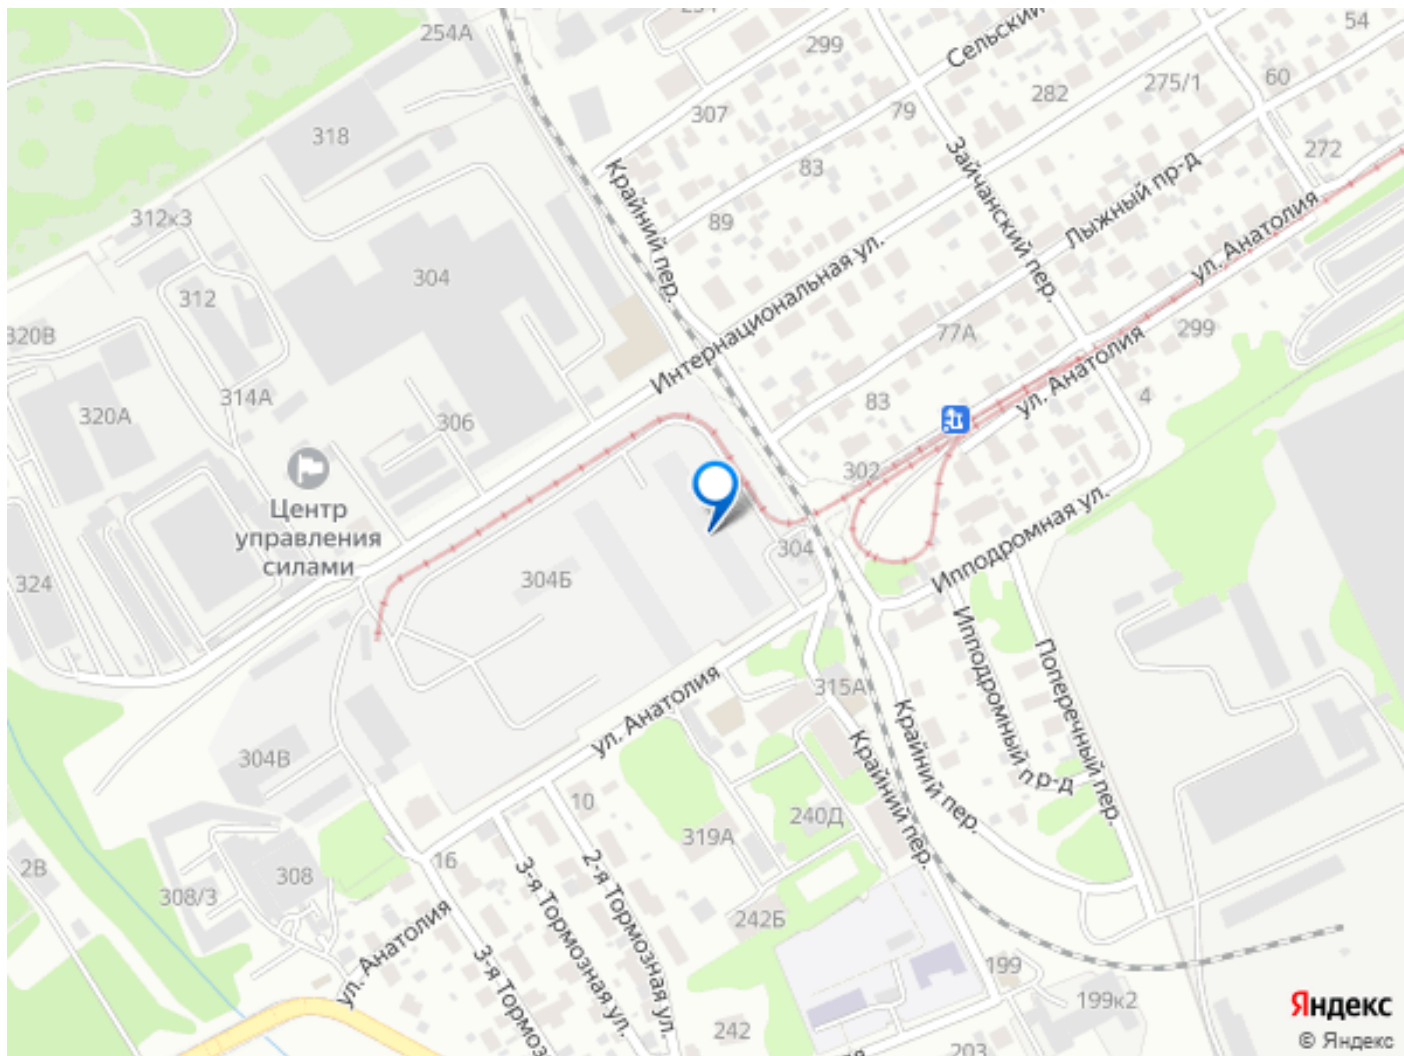 254А
299
Сельский
54
275/1
60
282
307
79
318
83
Зайчанский пер.
272
Крайний пер.
Лыжный пр-д
312к3
89
ул. Анатолия
304
Интернациональная ул.
312
320В
77А
299
ул. Анатолия
314А
320А
83
4
306
302
Центр
управления
силами
Ипподромная ул.
304
324
304Б
Ипподромный пр-д
Поперечный пер.
315А
ул. Анатолия
Крайний пер.
304В
Крайний пер.
10
240Д
319А
16
2В
308
308/3
3-я Тормозная ул.
2-я Тормозная ул.
242Б
ул. Анатолия
3-я Тормозн
199
199к2
242
203
Яндекс
© Яндекс